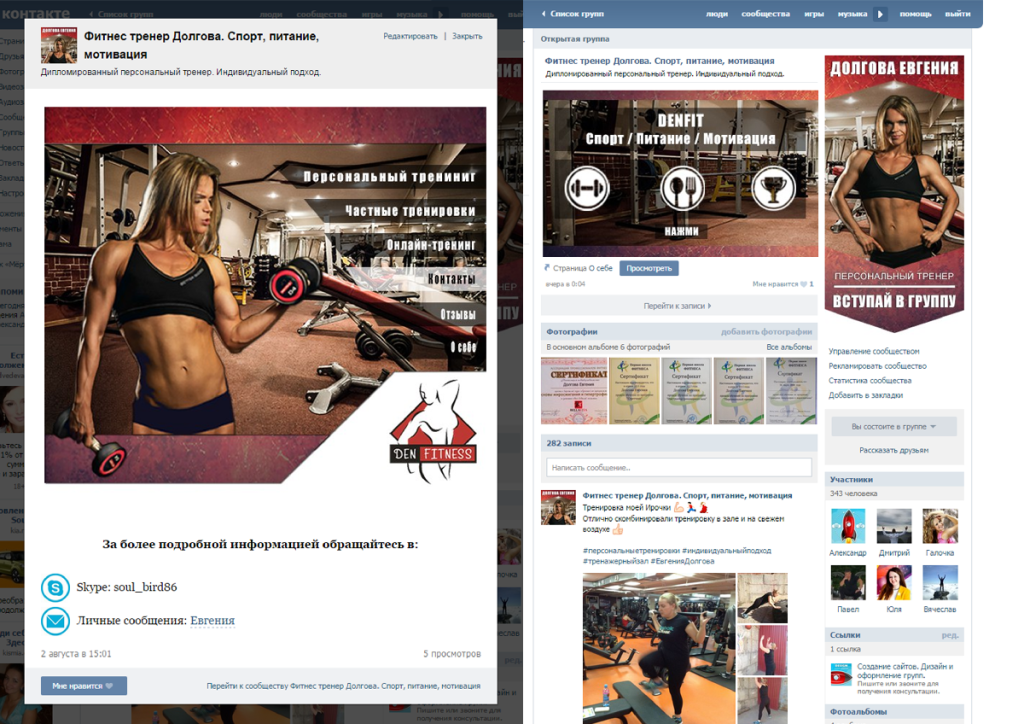 контакте
Список групп
люди сообщества игры музыка помощь
Фитнес тренер Долгова. Спорт, питание,
мотивация
Редактировать | Закрыть
Дипломированный персональный тренер. Индивидуальный подход.
Персональный тренинг
Частные тренировки
Онлайн-тренинг
Контакты
Отзывы
О себе
DEN FITNESS
За более подробной информацией обращайтесь в:
Skype: soul_bird86
Личные сообщения: Евгения
2 августа в 15:01
5 просмотров
Мне нравится
Перейти к сообществу Фитнес тренер Долгова. Спорт, питание, мотивация
Список групп
люди сообщества игры музыка помощь выйти
Открытая группа
Фитнес тренер Долгова. Спорт, питание, мотивация
Дипломированный персональный тренер. Индивидуальный подход.
DENFIT
Спорт / Питание / Мотивация
НАЖМИ
Страница О себе Просмотреть
вчера в 0:04
Мне нравится 1
Перейти к записи
Фотографии добавить фотографии
В основном альбоме 6 фотографий Все альбомы
СЕРТИФИКАТ
Сертификат
Сертификат
Сертификат
Сертификат
282 записи
Написать сообщение..
Фитнес тренер Долгова. Спорт, питание, мотивация
Тренировка моей Ирочки
Отлично скомбинировали тренировку в зале и на свежем
воздухе
#персональныетренировки #индивидуальныйподход
#тренажерныйзал #ЕвгенияДолгова
ДОЛГОВА ЕВГЕНИЯ
ПЕРСОНАЛЬНЫЙ ТРЕНЕР
ВСТУПАЙ В ГРУППУ
Управление сообществом
Рекланировать сообщество
Статистика сообщества
Добавить в закладки
Вы состоите в группе
Рассказать друзьям
Участники
343 человека
Александр Дмитрий Галочка
Павел Юля Вячеслав
Ссылки ред.
1 ссылка
Создание сайтов. Дизайн и
оформление групп.
Пишите или звоните для
получения консультации.
Фотоальбомы